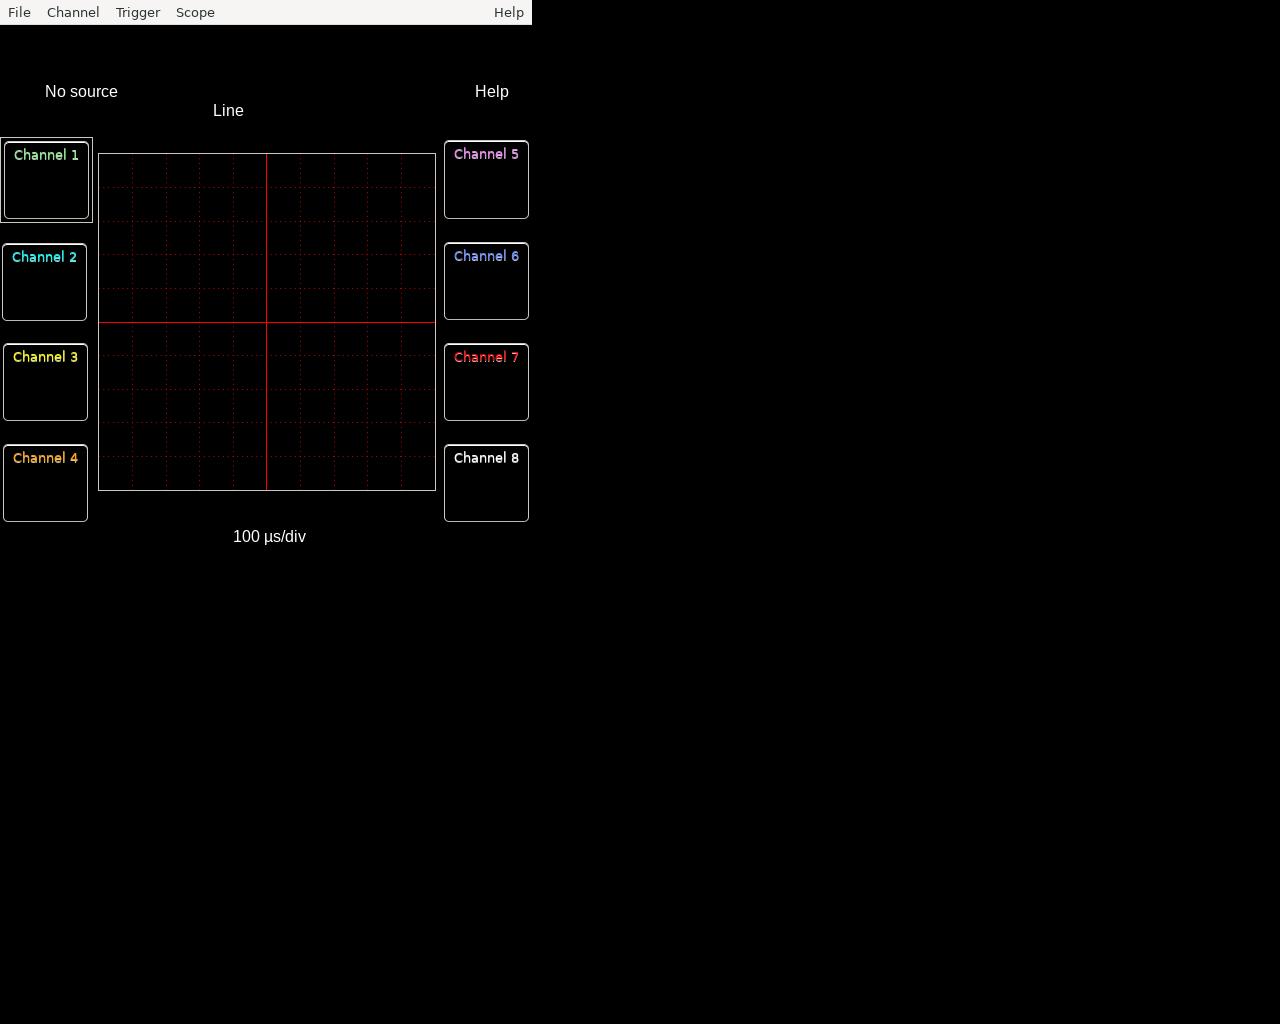 File Channel Trigger Scope Help
No source Help
Line
Channel 1 Channel 5
Channel 2 Channel 6
Channel 3 Channel 7
Channel 4 Channel 8
100 µs/div